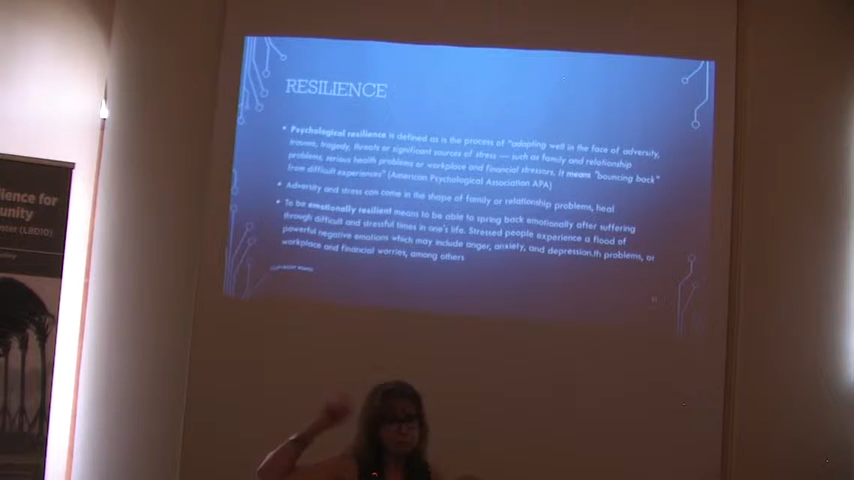 RESILIENCE
• Psychological resilience is defined as is the process of "adapting well in the face of adversity,
trauma, tragedy, threats or significant sources of stress — such as family and relationship
problems, serious health problems or workplace and financial stressors. It means "bouncing back"
from difficult experiences" (American Psychological Association APA)
• Adversity and stress can come in the shape of family or relationship problems, heal
• To be emotionally resilient means to be able to spring back emotionally after suffering
through difficult and stressful times in one's life. Stressed people experience a flood of
powerful negative emotions which may include anger, anxiety, and depression.th problems, or
workplace and financial worries, among others
ilience for
unity
nter (LBD1D)